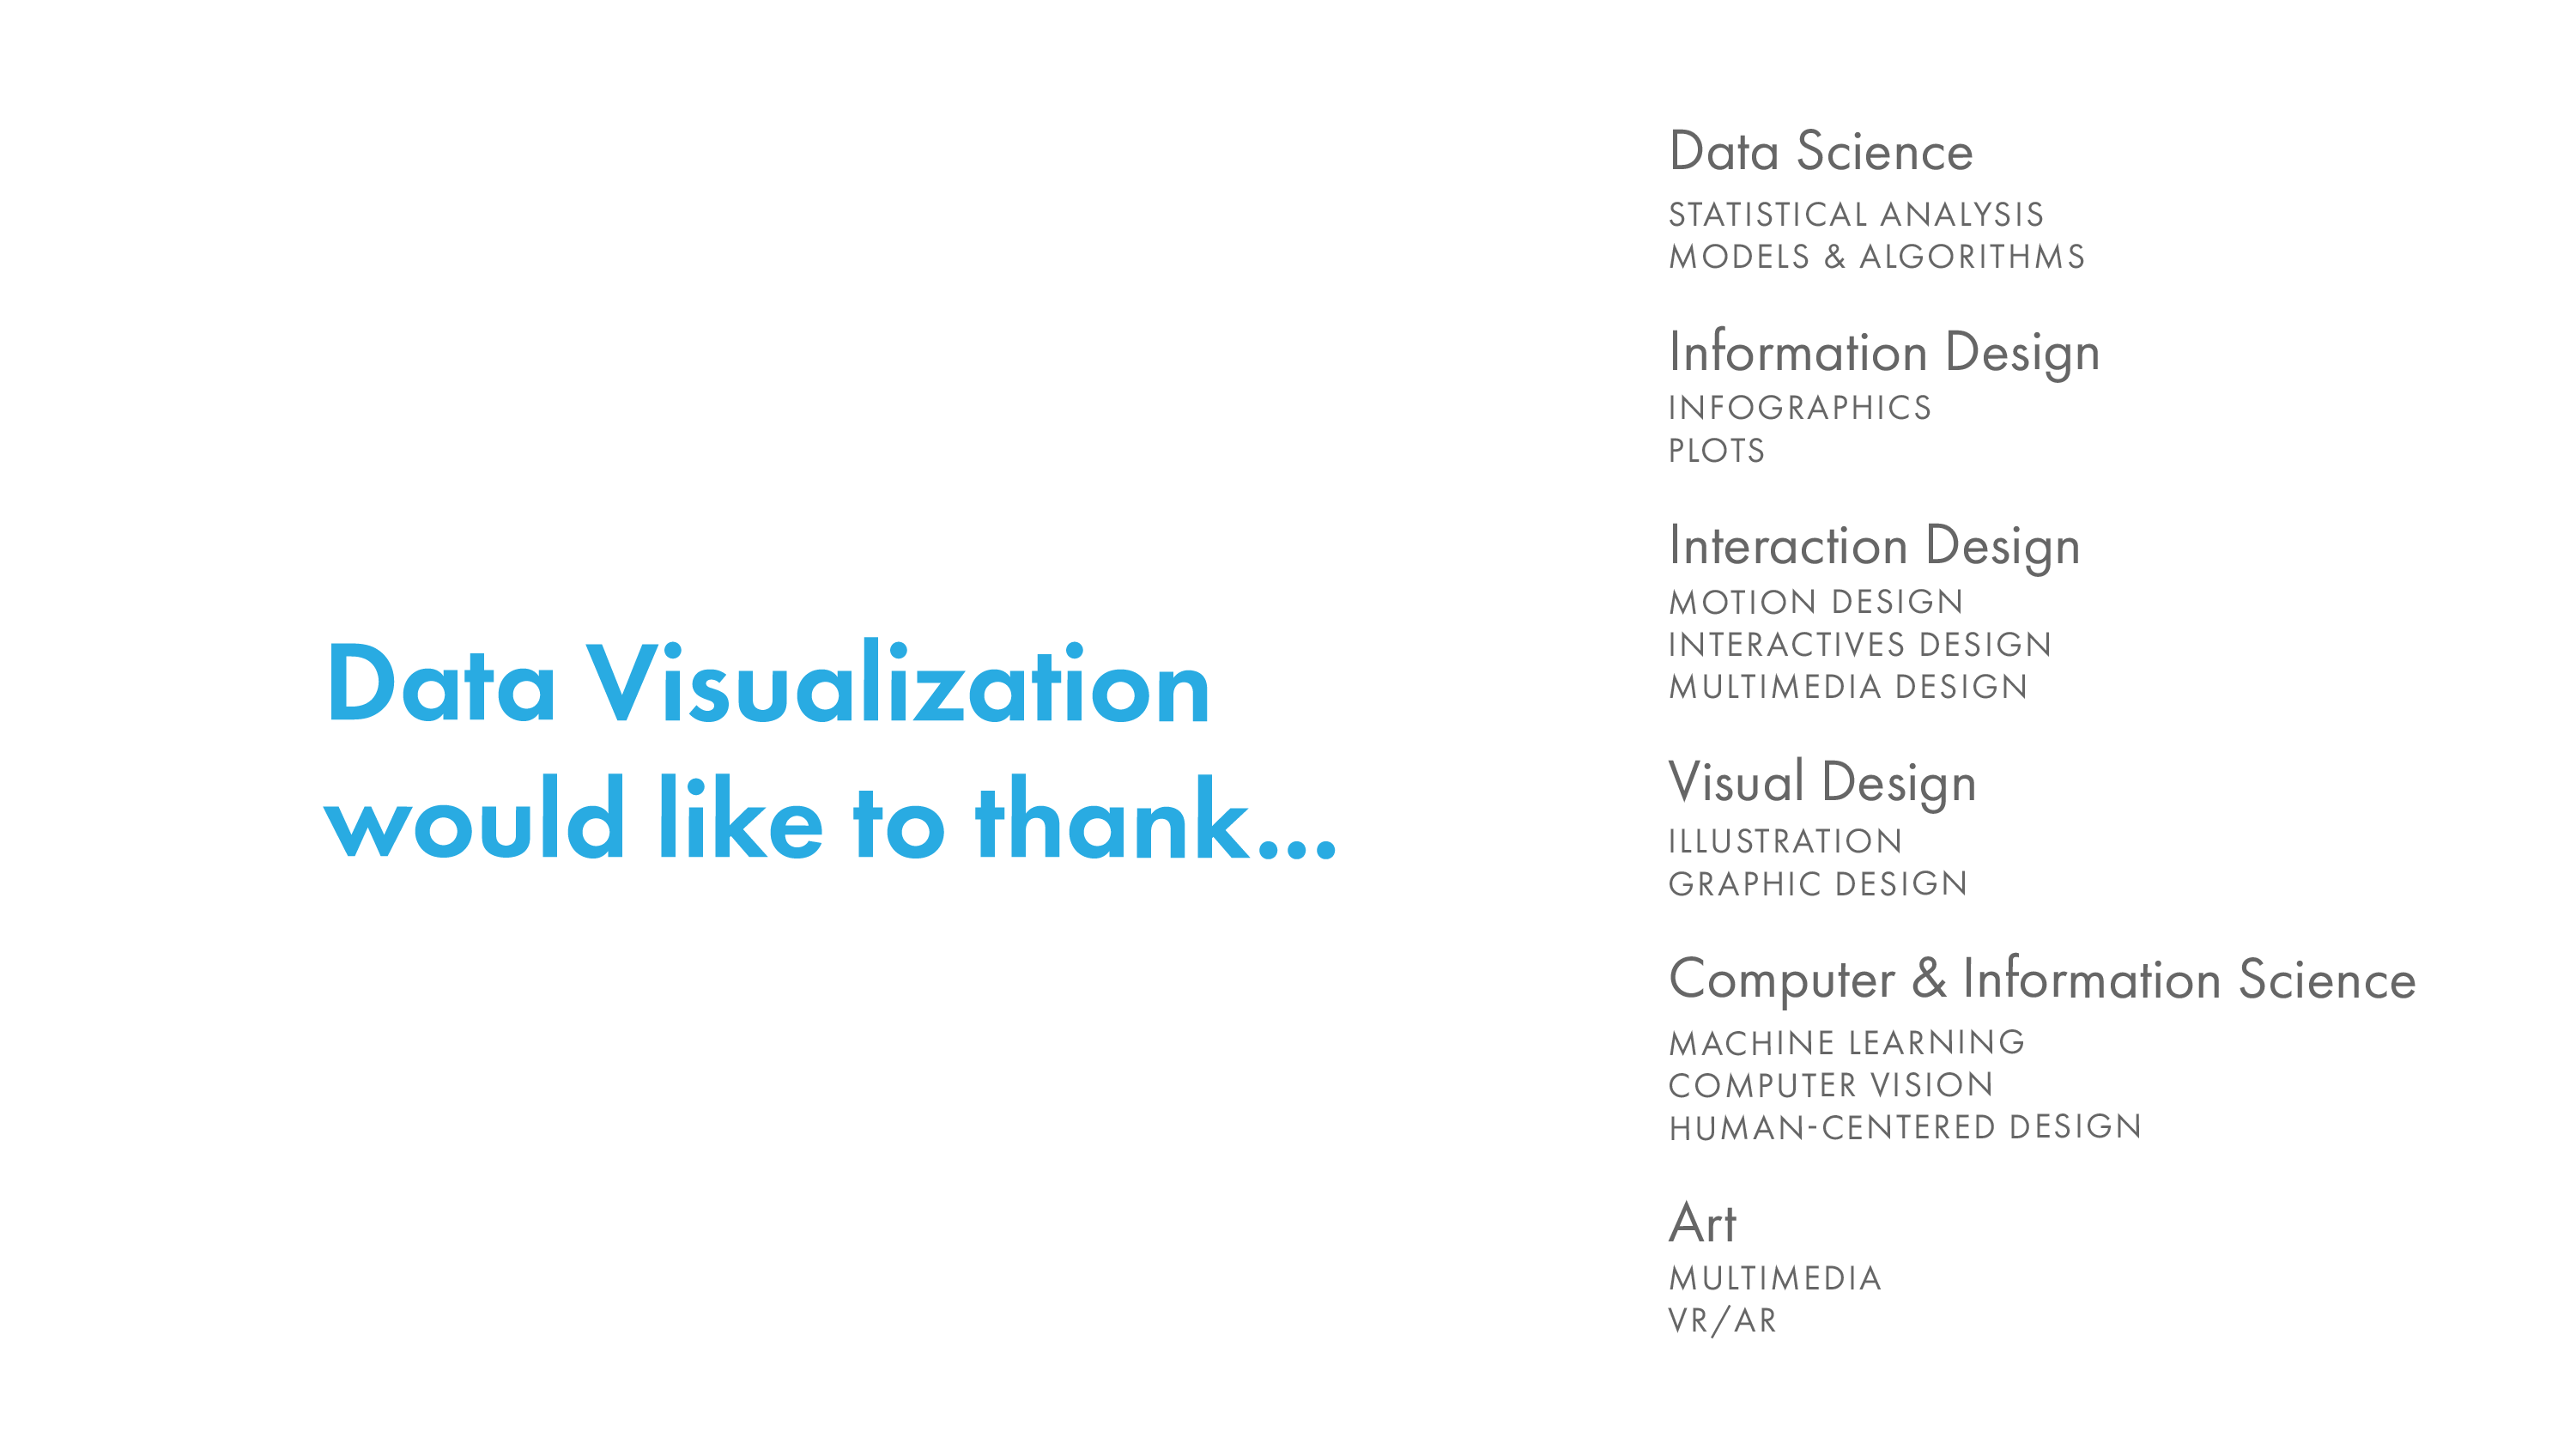 Data Visualization
would like to thank...
Data Science
STATISTICAL ANALYSIS
MODELS & ALGORITHMS
Information Design
INFOGRAPHICS
PLOTS
Interaction Design
MOTION DESIGN
INTERACTIVES DESIGN
MULTIMEDIA DESIGN
Visual Design
ILLUSTRATION
GRAPHIC DESIGN
Computer & Information Science
MACHINE LEARNING
COMPUTER VISION
HUMAN-CENTERED DESIGN
Art
MULTIMEDIA
VR/AR